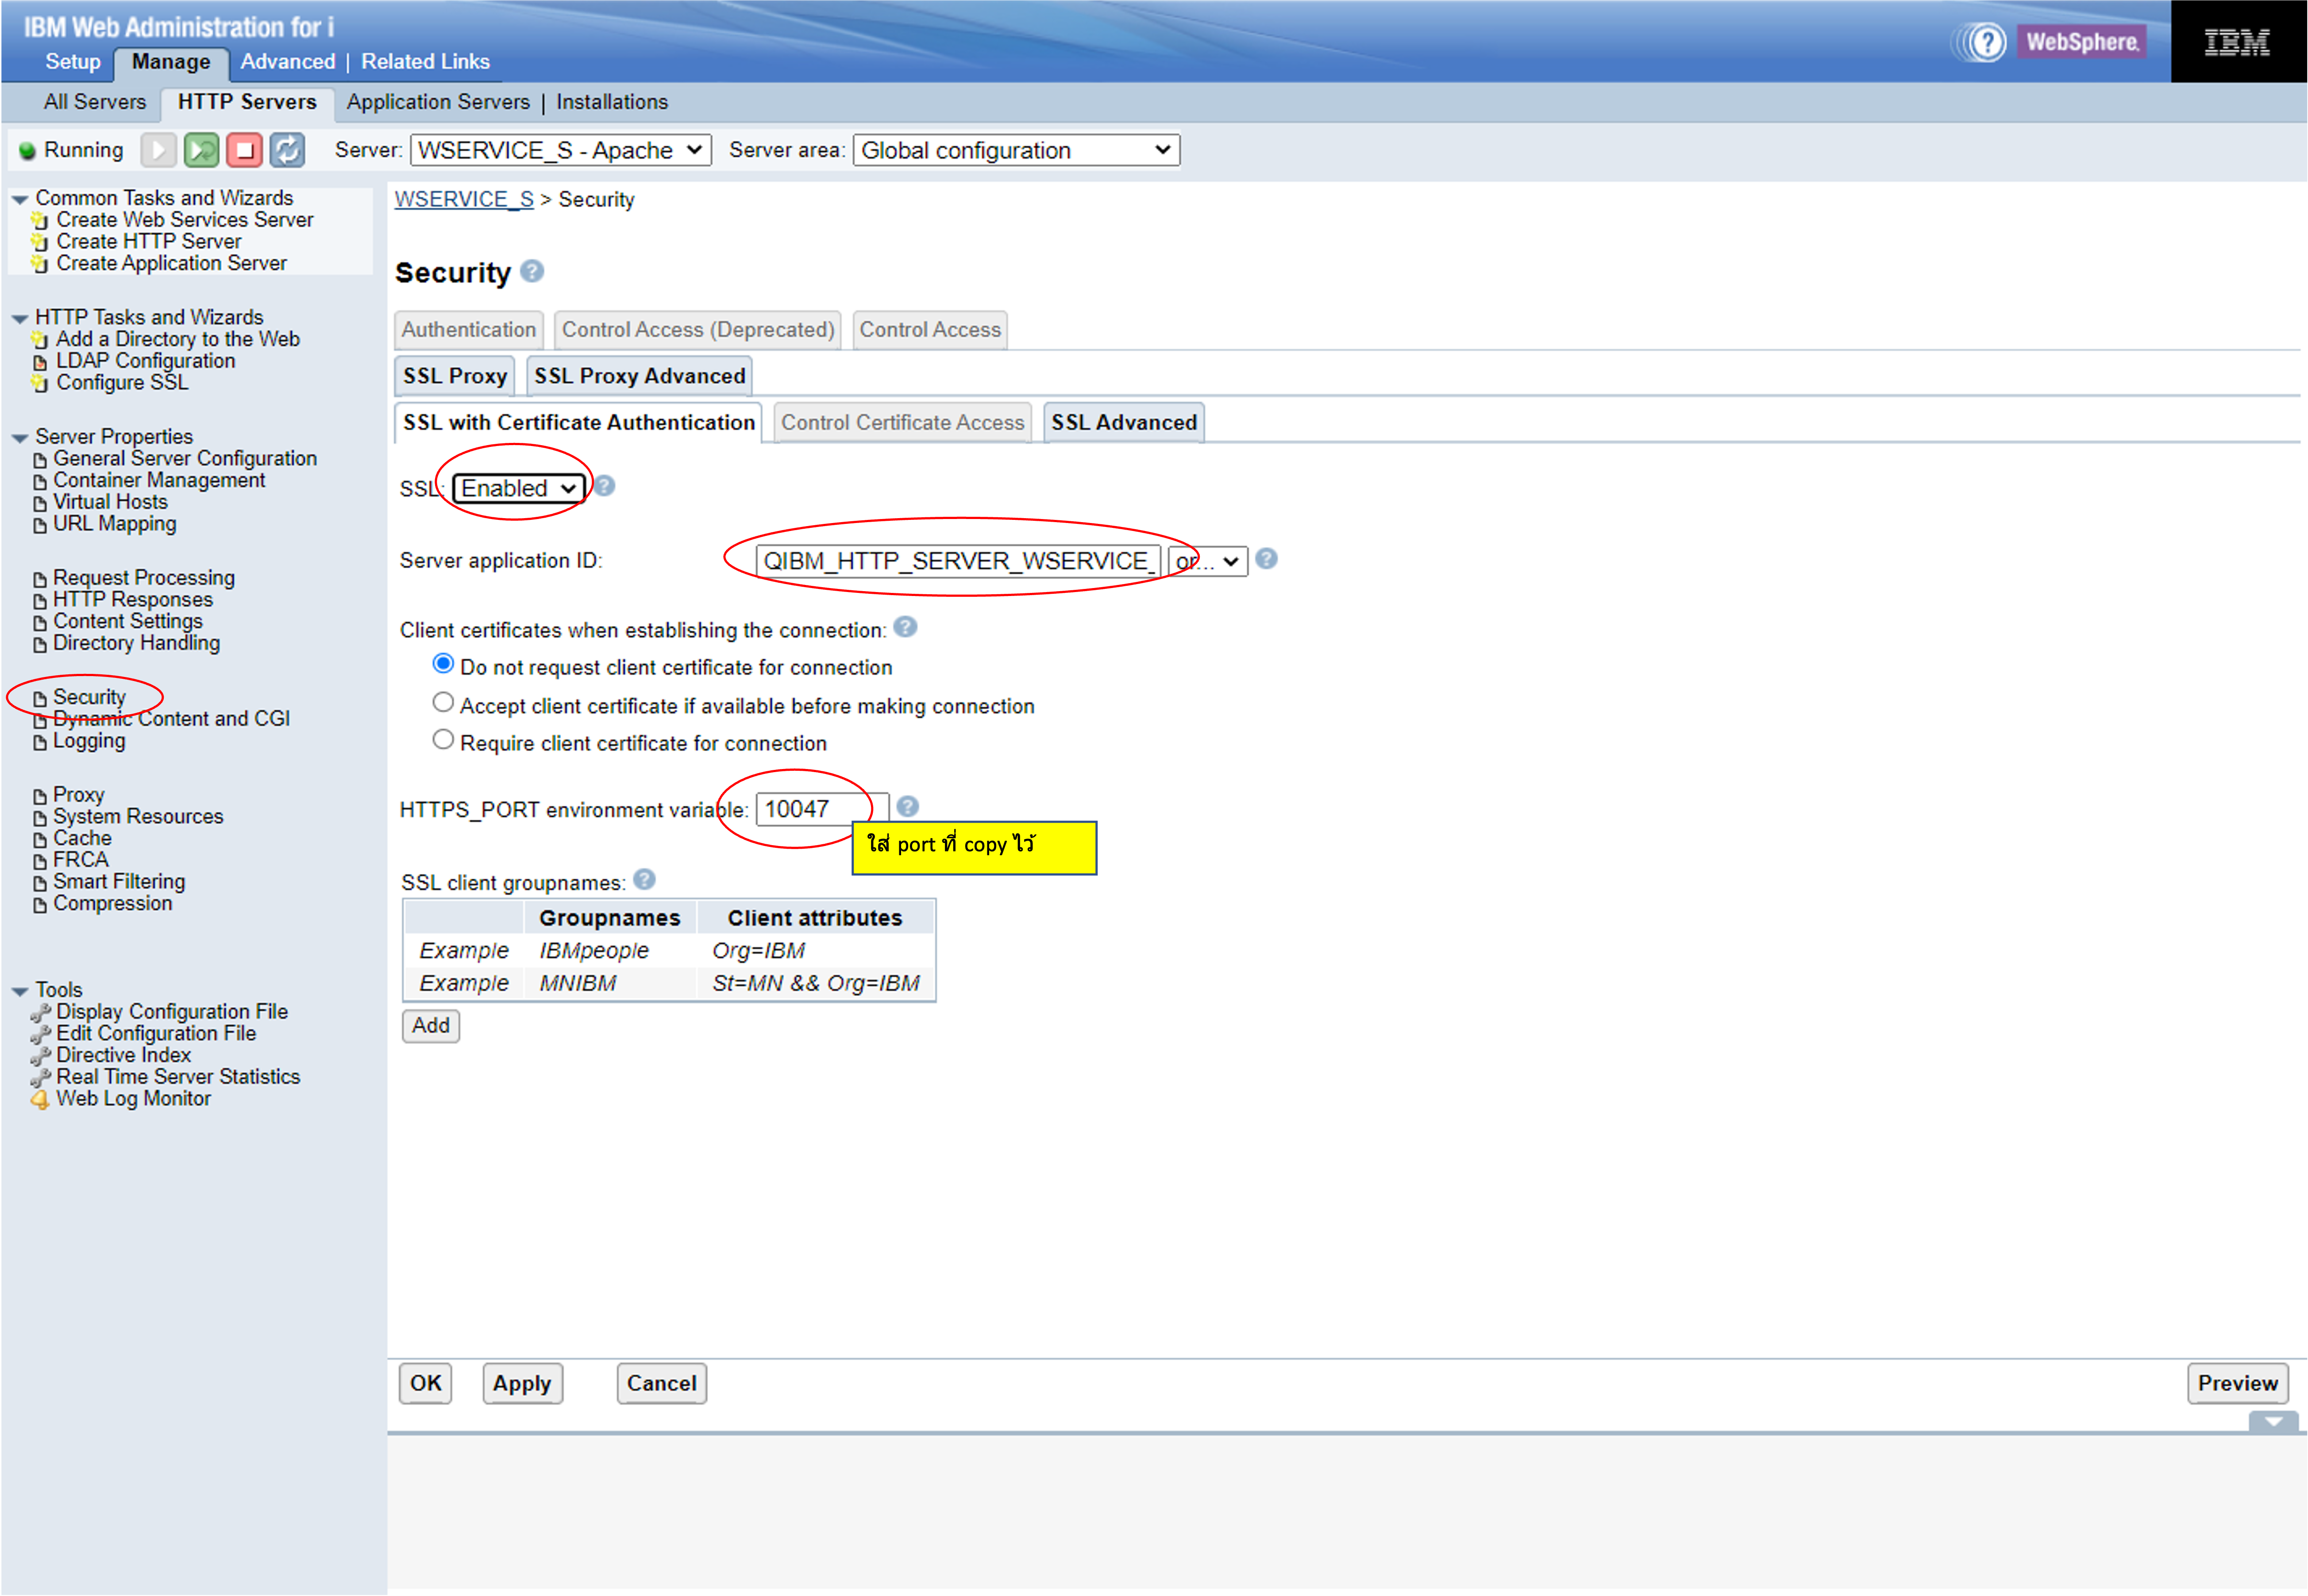 IBM Web Administration for i
WebSphere.
IBM
Setup Manage Advanced | Related Links
All Servers HTTP Servers Application Servers | Installations
Running Server: WSERVICE_S - Apache Server area: Global configuration
Common Tasks and Wizards
Create Web Services Server
Create HTTP Server
Create Application Server
HTTP Tasks and Wizards
Add a Directory to the Web
LDAP Configuration
Configure SSL
Server Properties
General Server Configuration
Container Management
Virtual Hosts
URL Mapping
Request Processing
HTTP Responses
Content Settings
Directory Handling
Security
Dynamic Content and CGI
Logging
Proxy
System Resources
Cache
FRCA
Smart Filtering
Compression
Tools
Display Configuration File
Edit Configuration File
Directive Index
Real Time Server Statistics
Web Log Monitor
WSERVICE_S > Security
Security ?
Authentication Control Access (Deprecated) Control Access
SSL Proxy SSL Proxy Advanced
SSL with Certificate Authentication Control Certificate Access SSL Advanced
SSL: Enabled ?
Server application ID: QIBM_HTTP_SERVER_WSERVICE_ or... ?
Client certificates when establishing the connection: ?
Do not request client certificate for connection
Accept client certificate if available before making connection
Require client certificate for connection
HTTPS_PORT environment variable: 10047 ?
ใส่ port ที่ copy ไว้
SSL client groupnames: ?
Groupnames Client attributes
Example IBMpeople Org=IBM
Example MNIBM St=MN && Org=IBM
Add
OK Apply Cancel Preview